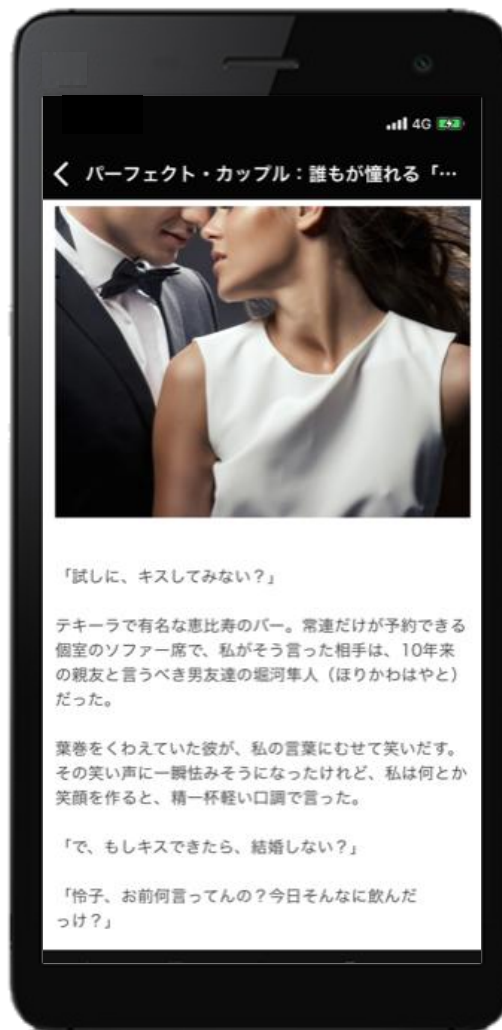 4G
パーフェクト・カップル：誰もが憧れる「…
「試しに、キスしてみない？」
テキーラで有名な恵比寿のバー。常連だけが予約できる
個室のソファー席で、私がそう言った相手は、10年来
の親友と言うべき男友達の堀河隼人（ほりかわはやと）
だった。
葉巻をくわえていた彼が、私の言葉にむせて笑いだす。
その笑い声に一瞬怯みそうになったけれど、私は何とか
笑顔を作ると、精一杯軽い口調で言った。
「で、もしキスできたら、結婚しない？」
「怜子、お前何言ってんの？今日そんなに飲んだ
っけ？」